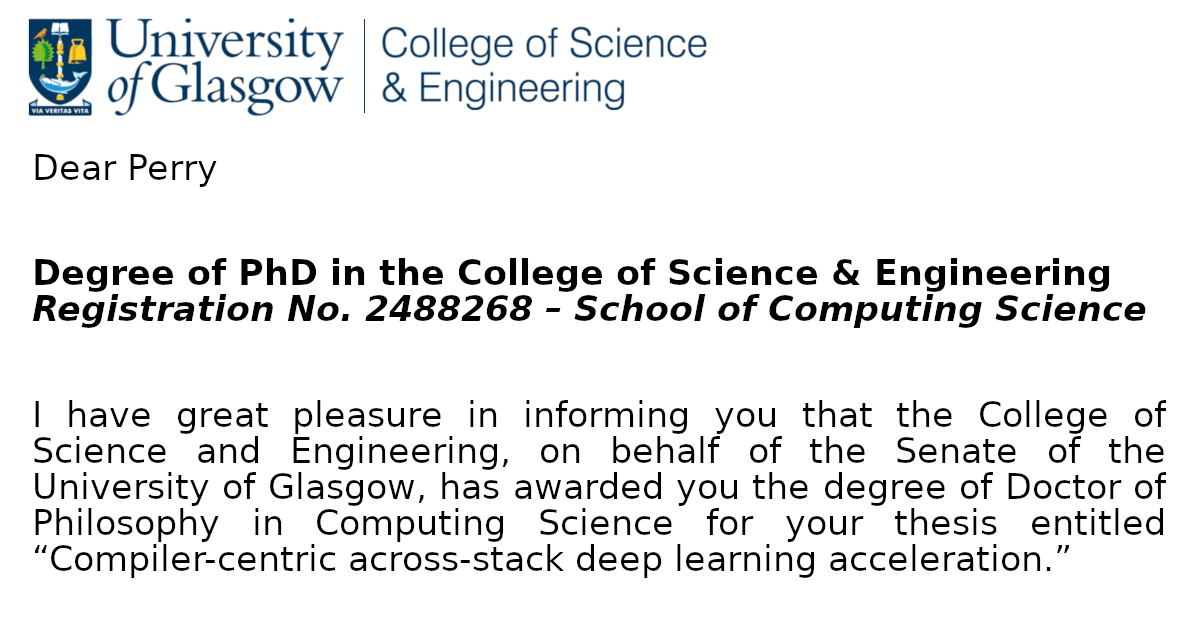 University
of Glasgow
College of Science
& Engineering
VIA VERITAS VITA
Dear Perry
Degree of PhD in the College of Science & Engineering
Registration No. 2488268 – School of Computing Science
I have great pleasure in informing you that the College of
Science and Engineering, on behalf of the Senate of the
University of Glasgow, has awarded you the degree of Doctor of
Philosophy in Computing Science for your thesis entitled
“Compiler-centric across-stack deep learning acceleration.”